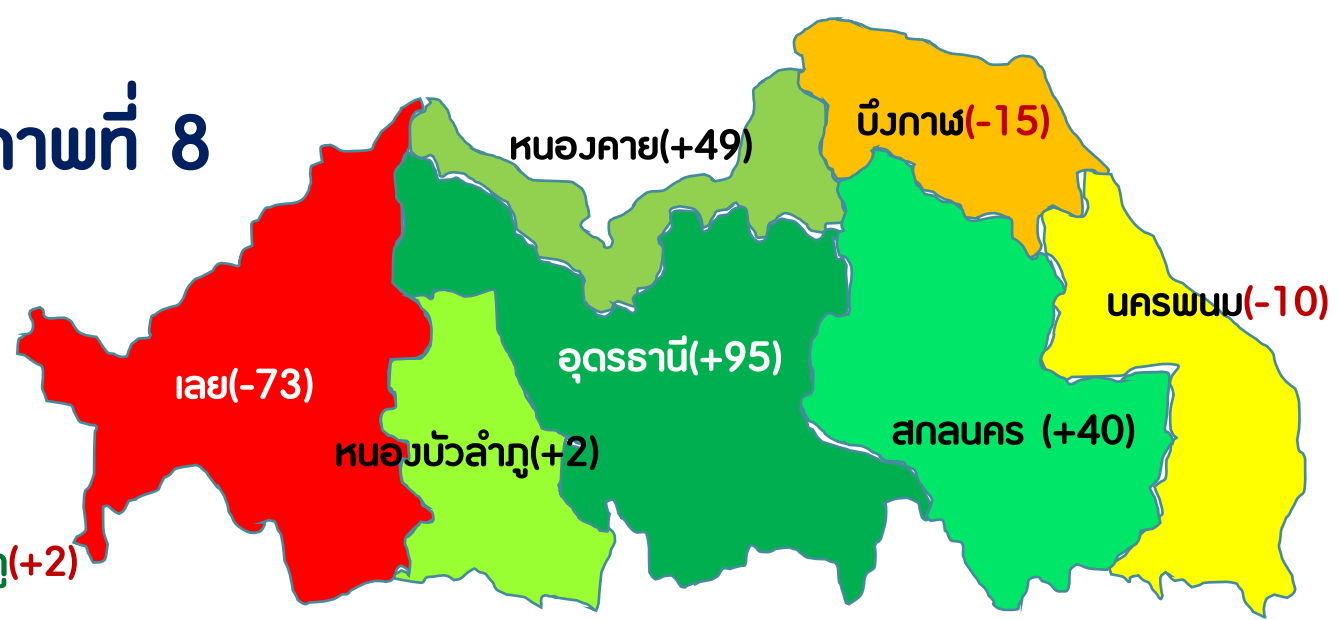 ภาพที่ 8
บึงกาฬ(-15)
หนองคาย(+49)
นครพนม(-10)
อุดรธานี(+95)
เลย(-73)
สกลนคร (+40)
หนองบัวลำภู(+2)
(+2)